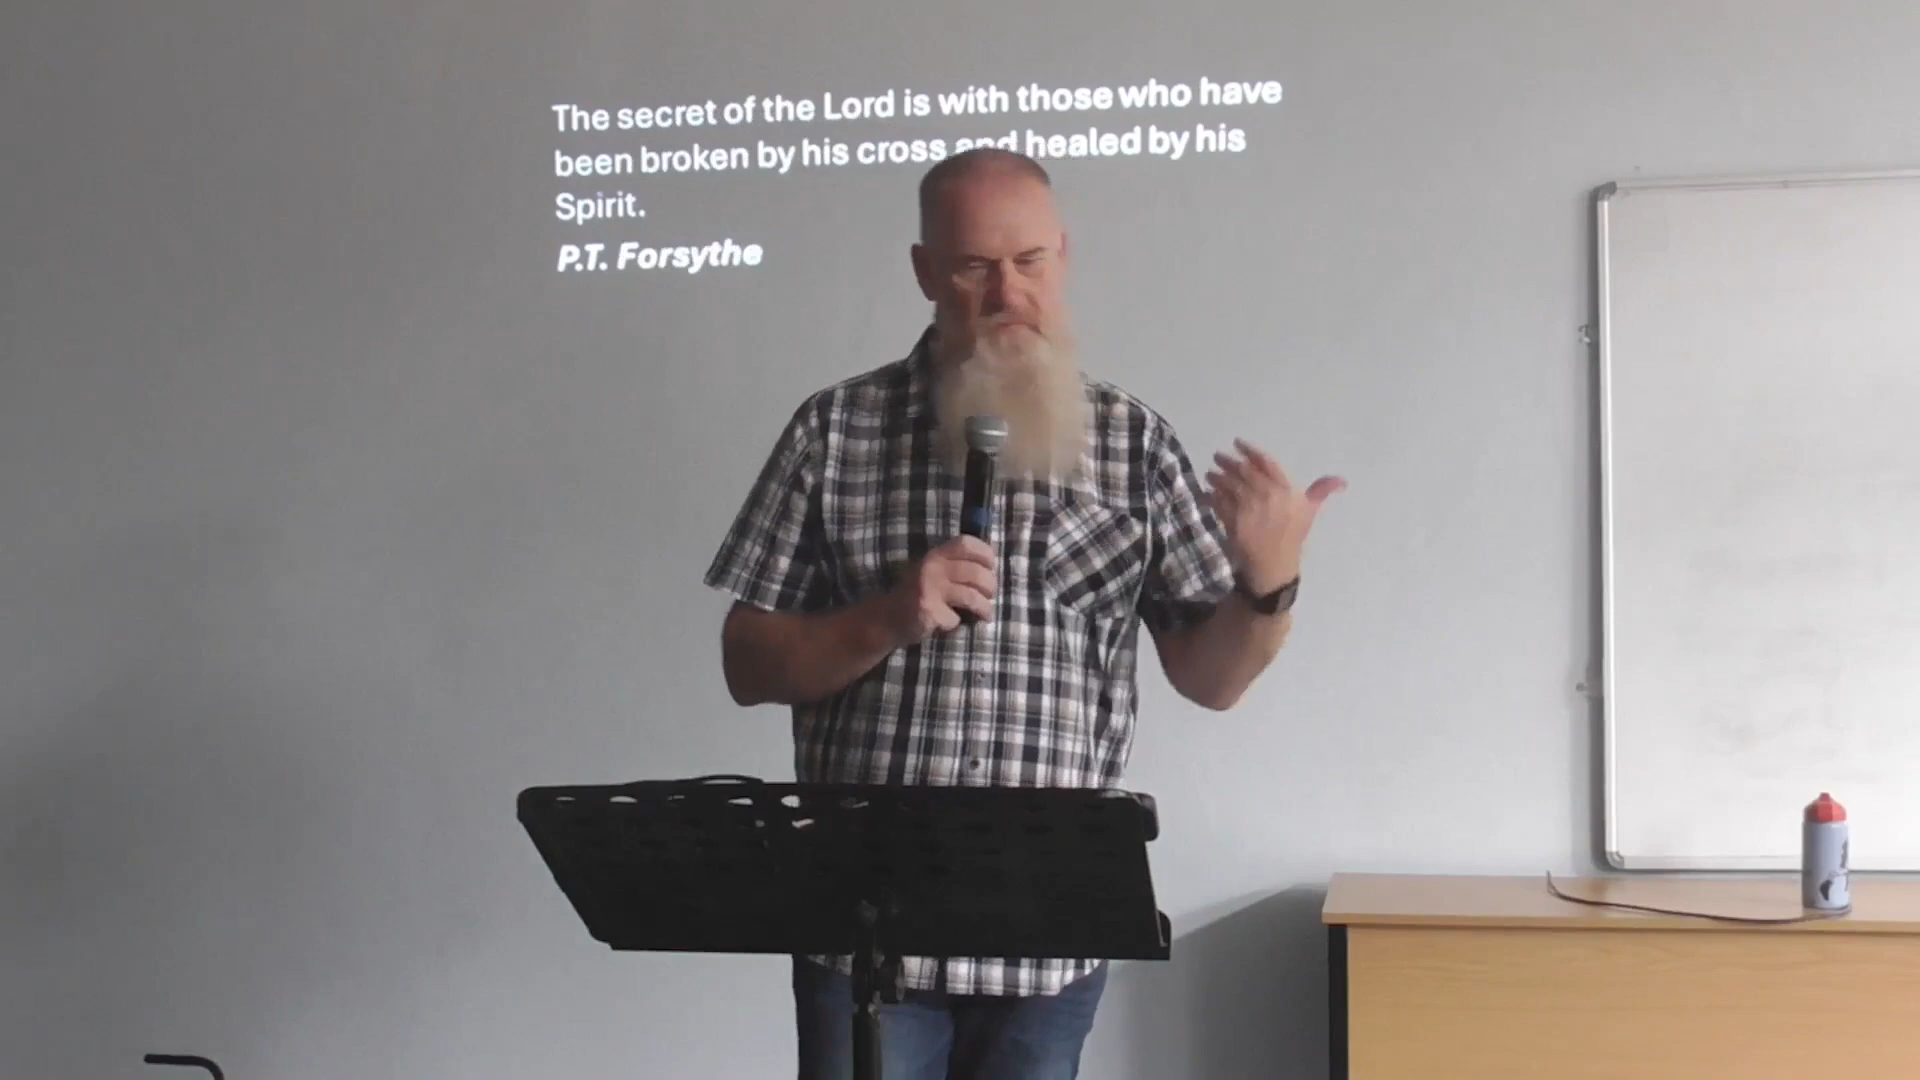 The secret of the Lord is with those who have
been broken by his cross and healed by his
Spirit.
P.T. Forsythe